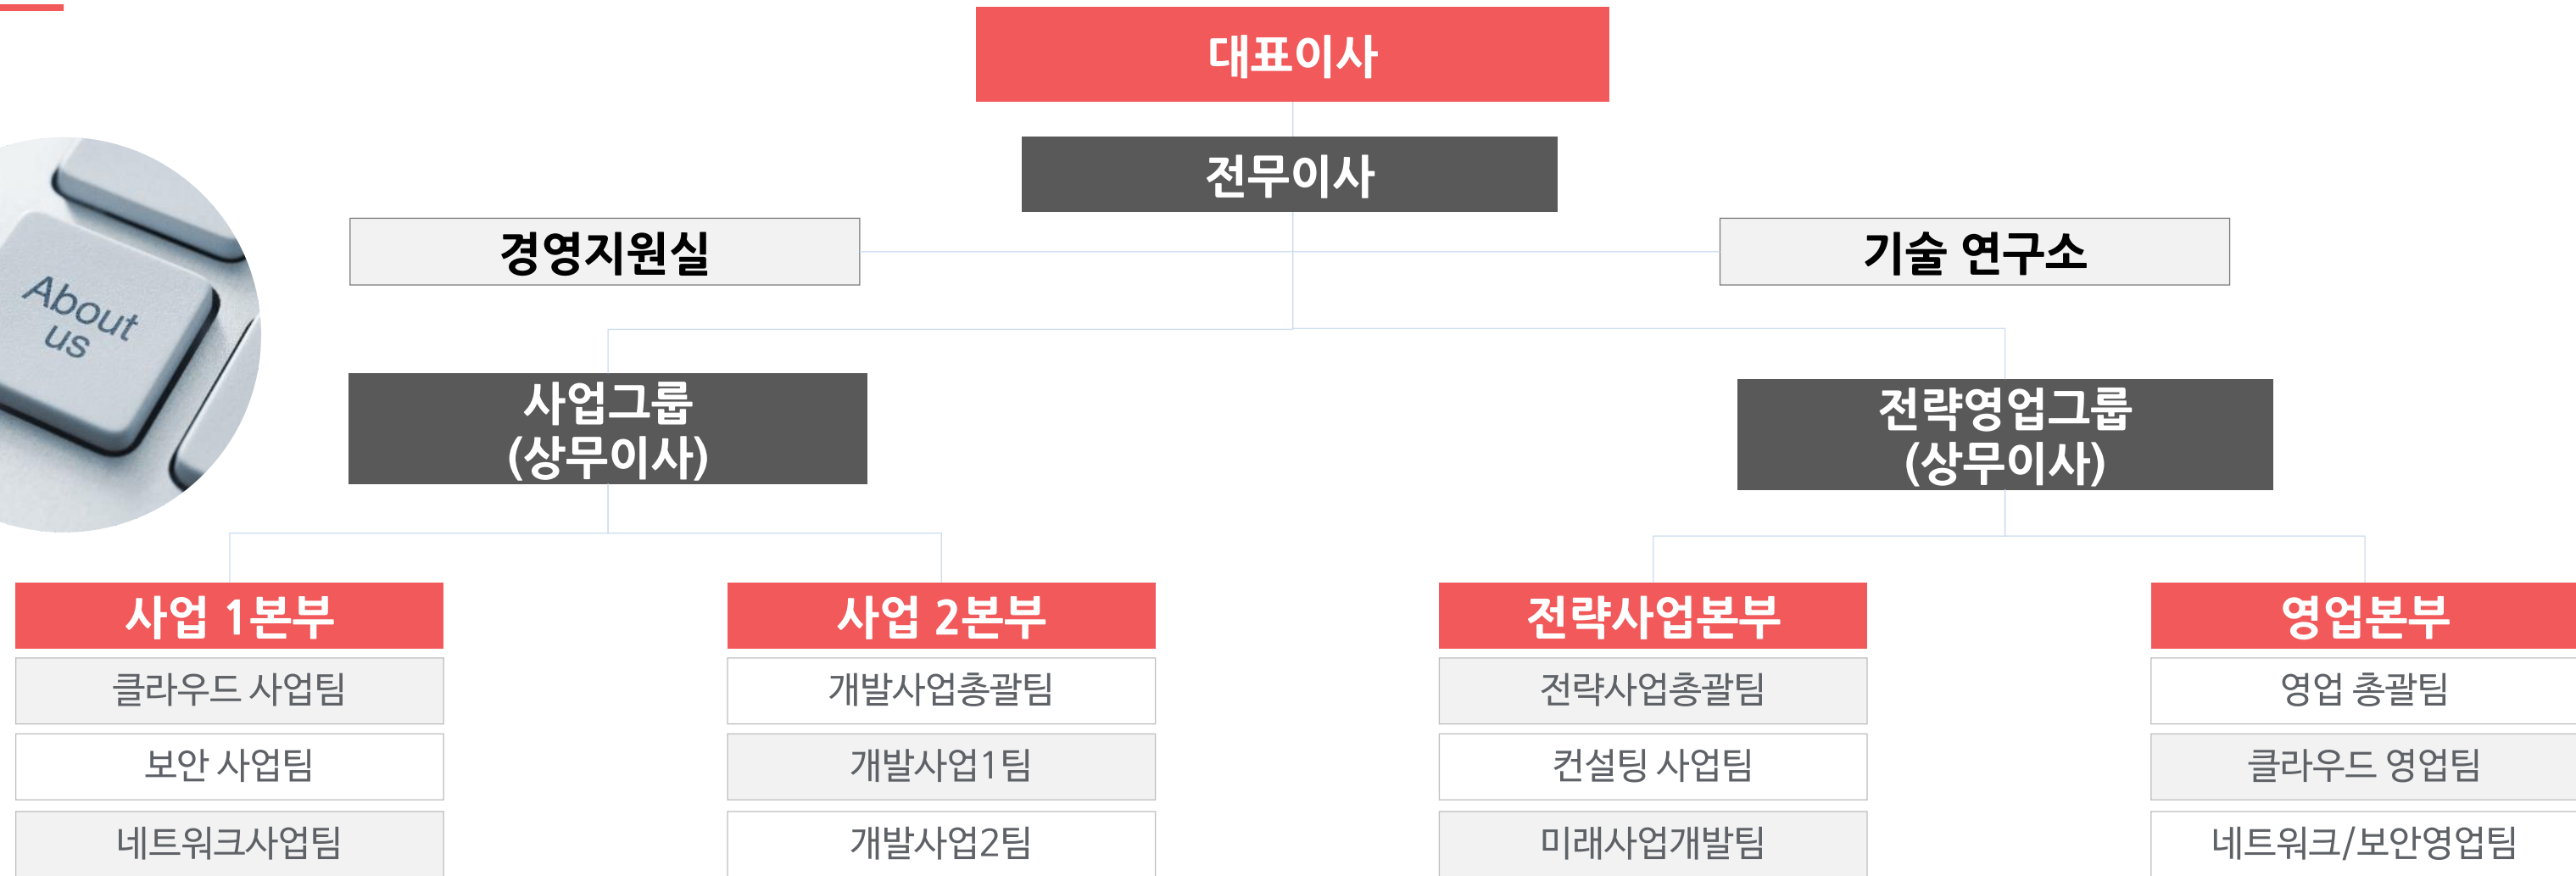 대표이사
전무이사
경영지원실
기술 연구소
About
us
사업그룹
(상무이사)
전략영업그룹
(상무이사)
사업 1본부
클라우드 사업팀
보안 사업팀
네트워크사업팀
사업 2본부
개발사업총괄팀
개발사업1팀
개발사업2팀
전략사업본부
전략사업총괄팀
컨설팅 사업팀
미래사업개발팀
영업본부
영업 총괄팀
클라우드 영업팀
네트워크/보안영업팀